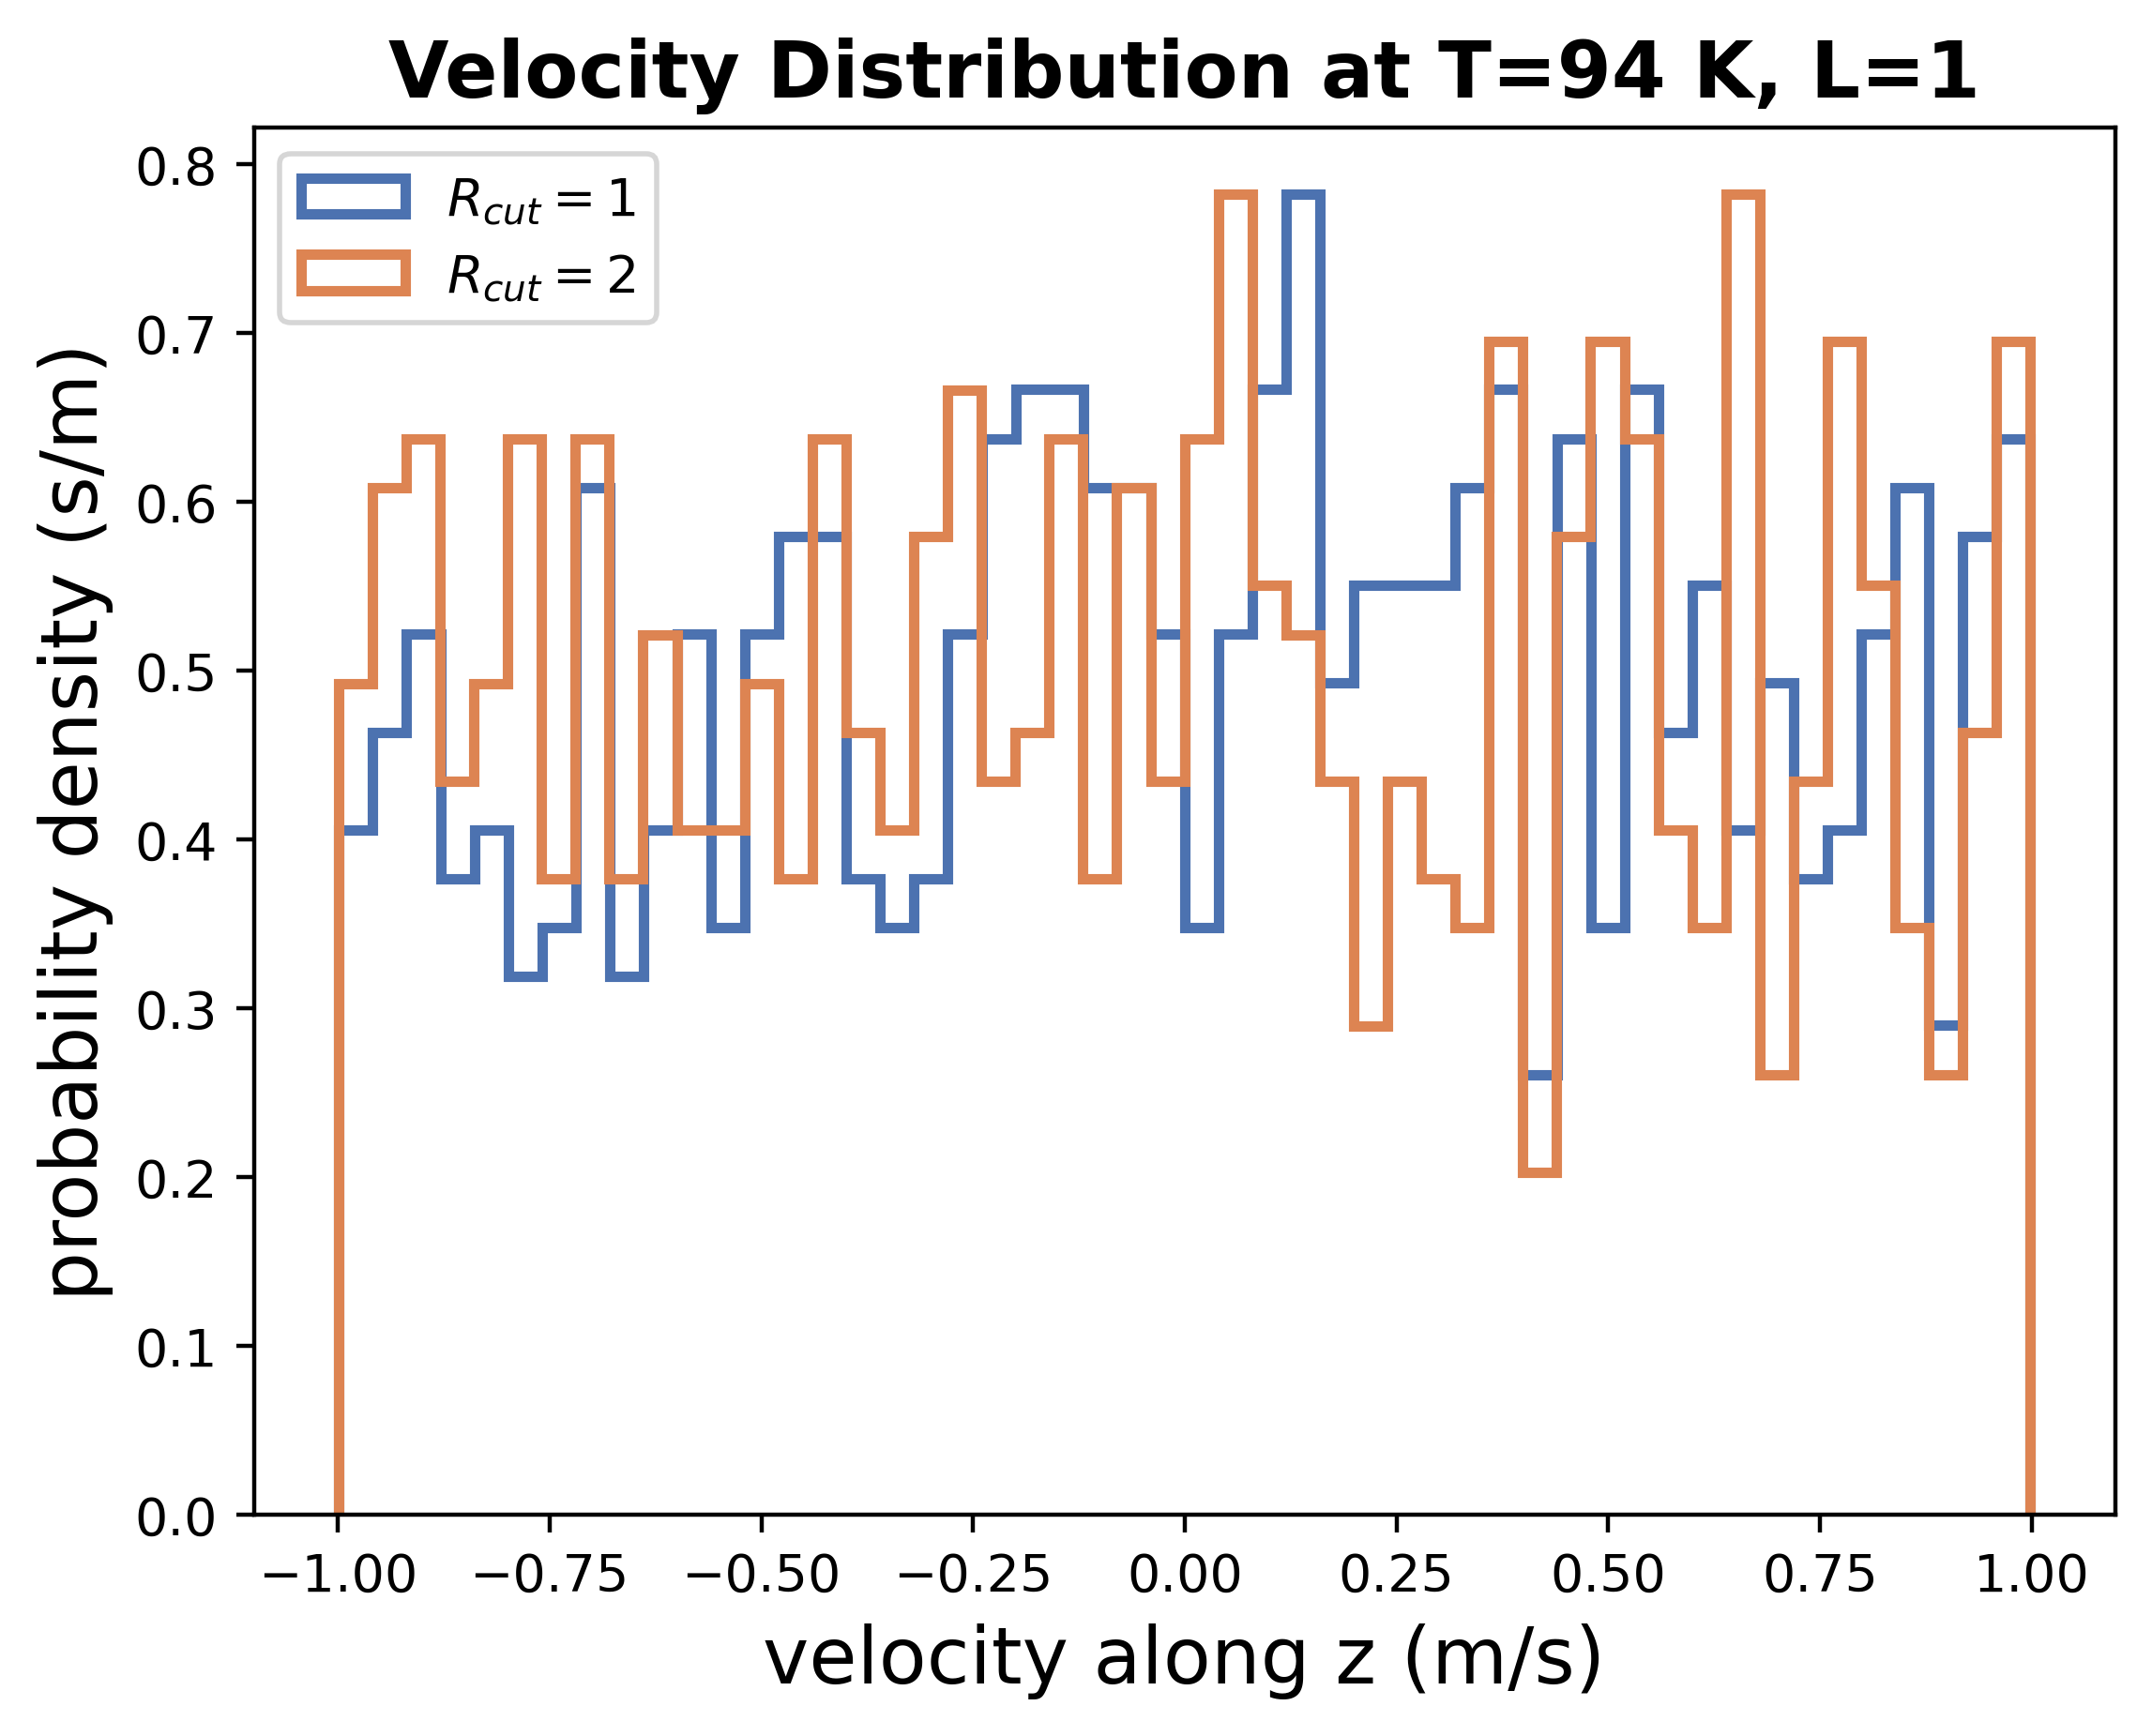 Velocity Distribution at T=94 K, L=1
R_cut = 1
R_cut = 2
probability density (s/m)
0.8
0.7
0.6
0.5
0.4
0.3
0.2
0.1
0.0
−1.00 −0.75 −0.50 −0.25 0.00 0.25 0.50 0.75 1.00
velocity along z (m/s)